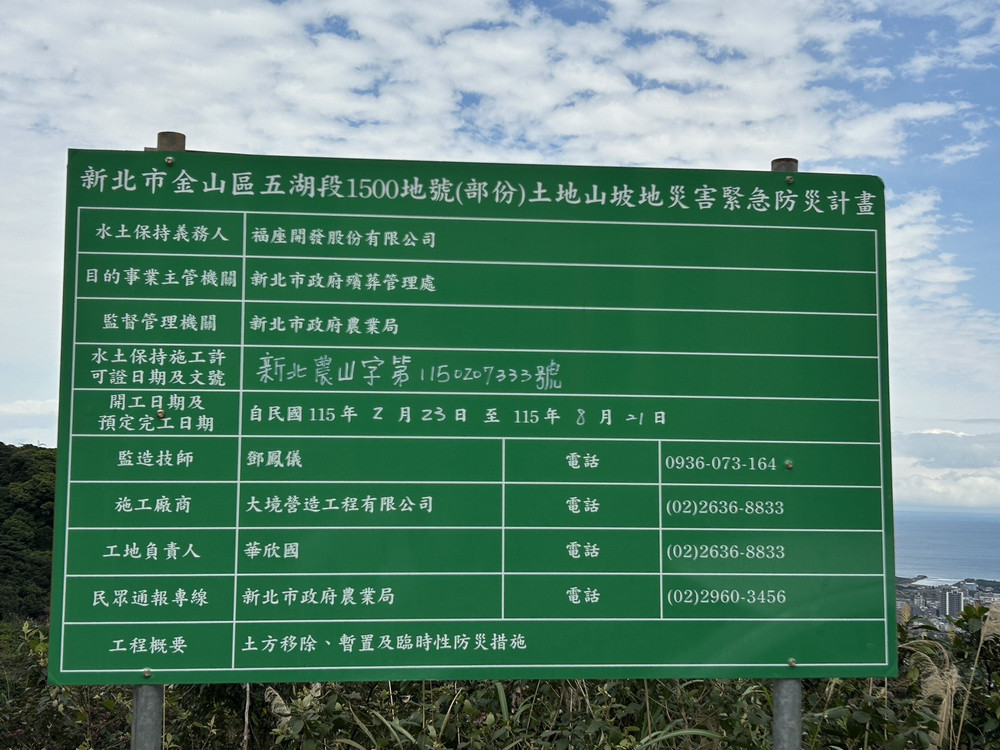 新北市金山區五湖段1500地號(部份)土地山坡地災害緊急防災計畫
水土保持義務人 福座開發股份有限公司
目的事業主管機關 新北市政府殯葬管理處
監督管理機關 新北市政府農業局
水土保持施工許
可證日期及文號 新北農山字第1150207333號
開工日期及
預定完工日期 自民國115年 2 月 23 日 至 115年 8 月 21 日
監造技師 鄧鳳儀 電話 0936-073-164
施工廠商 大境營造工程有限公司 電話 (02)2636-8833
工地負責人 華欣國 電話 (02)2636-8833
民眾通報專線 新北市政府農業局 電話 (02)2960-3456
工程概要 土方移除、暫置及臨時性防災措施